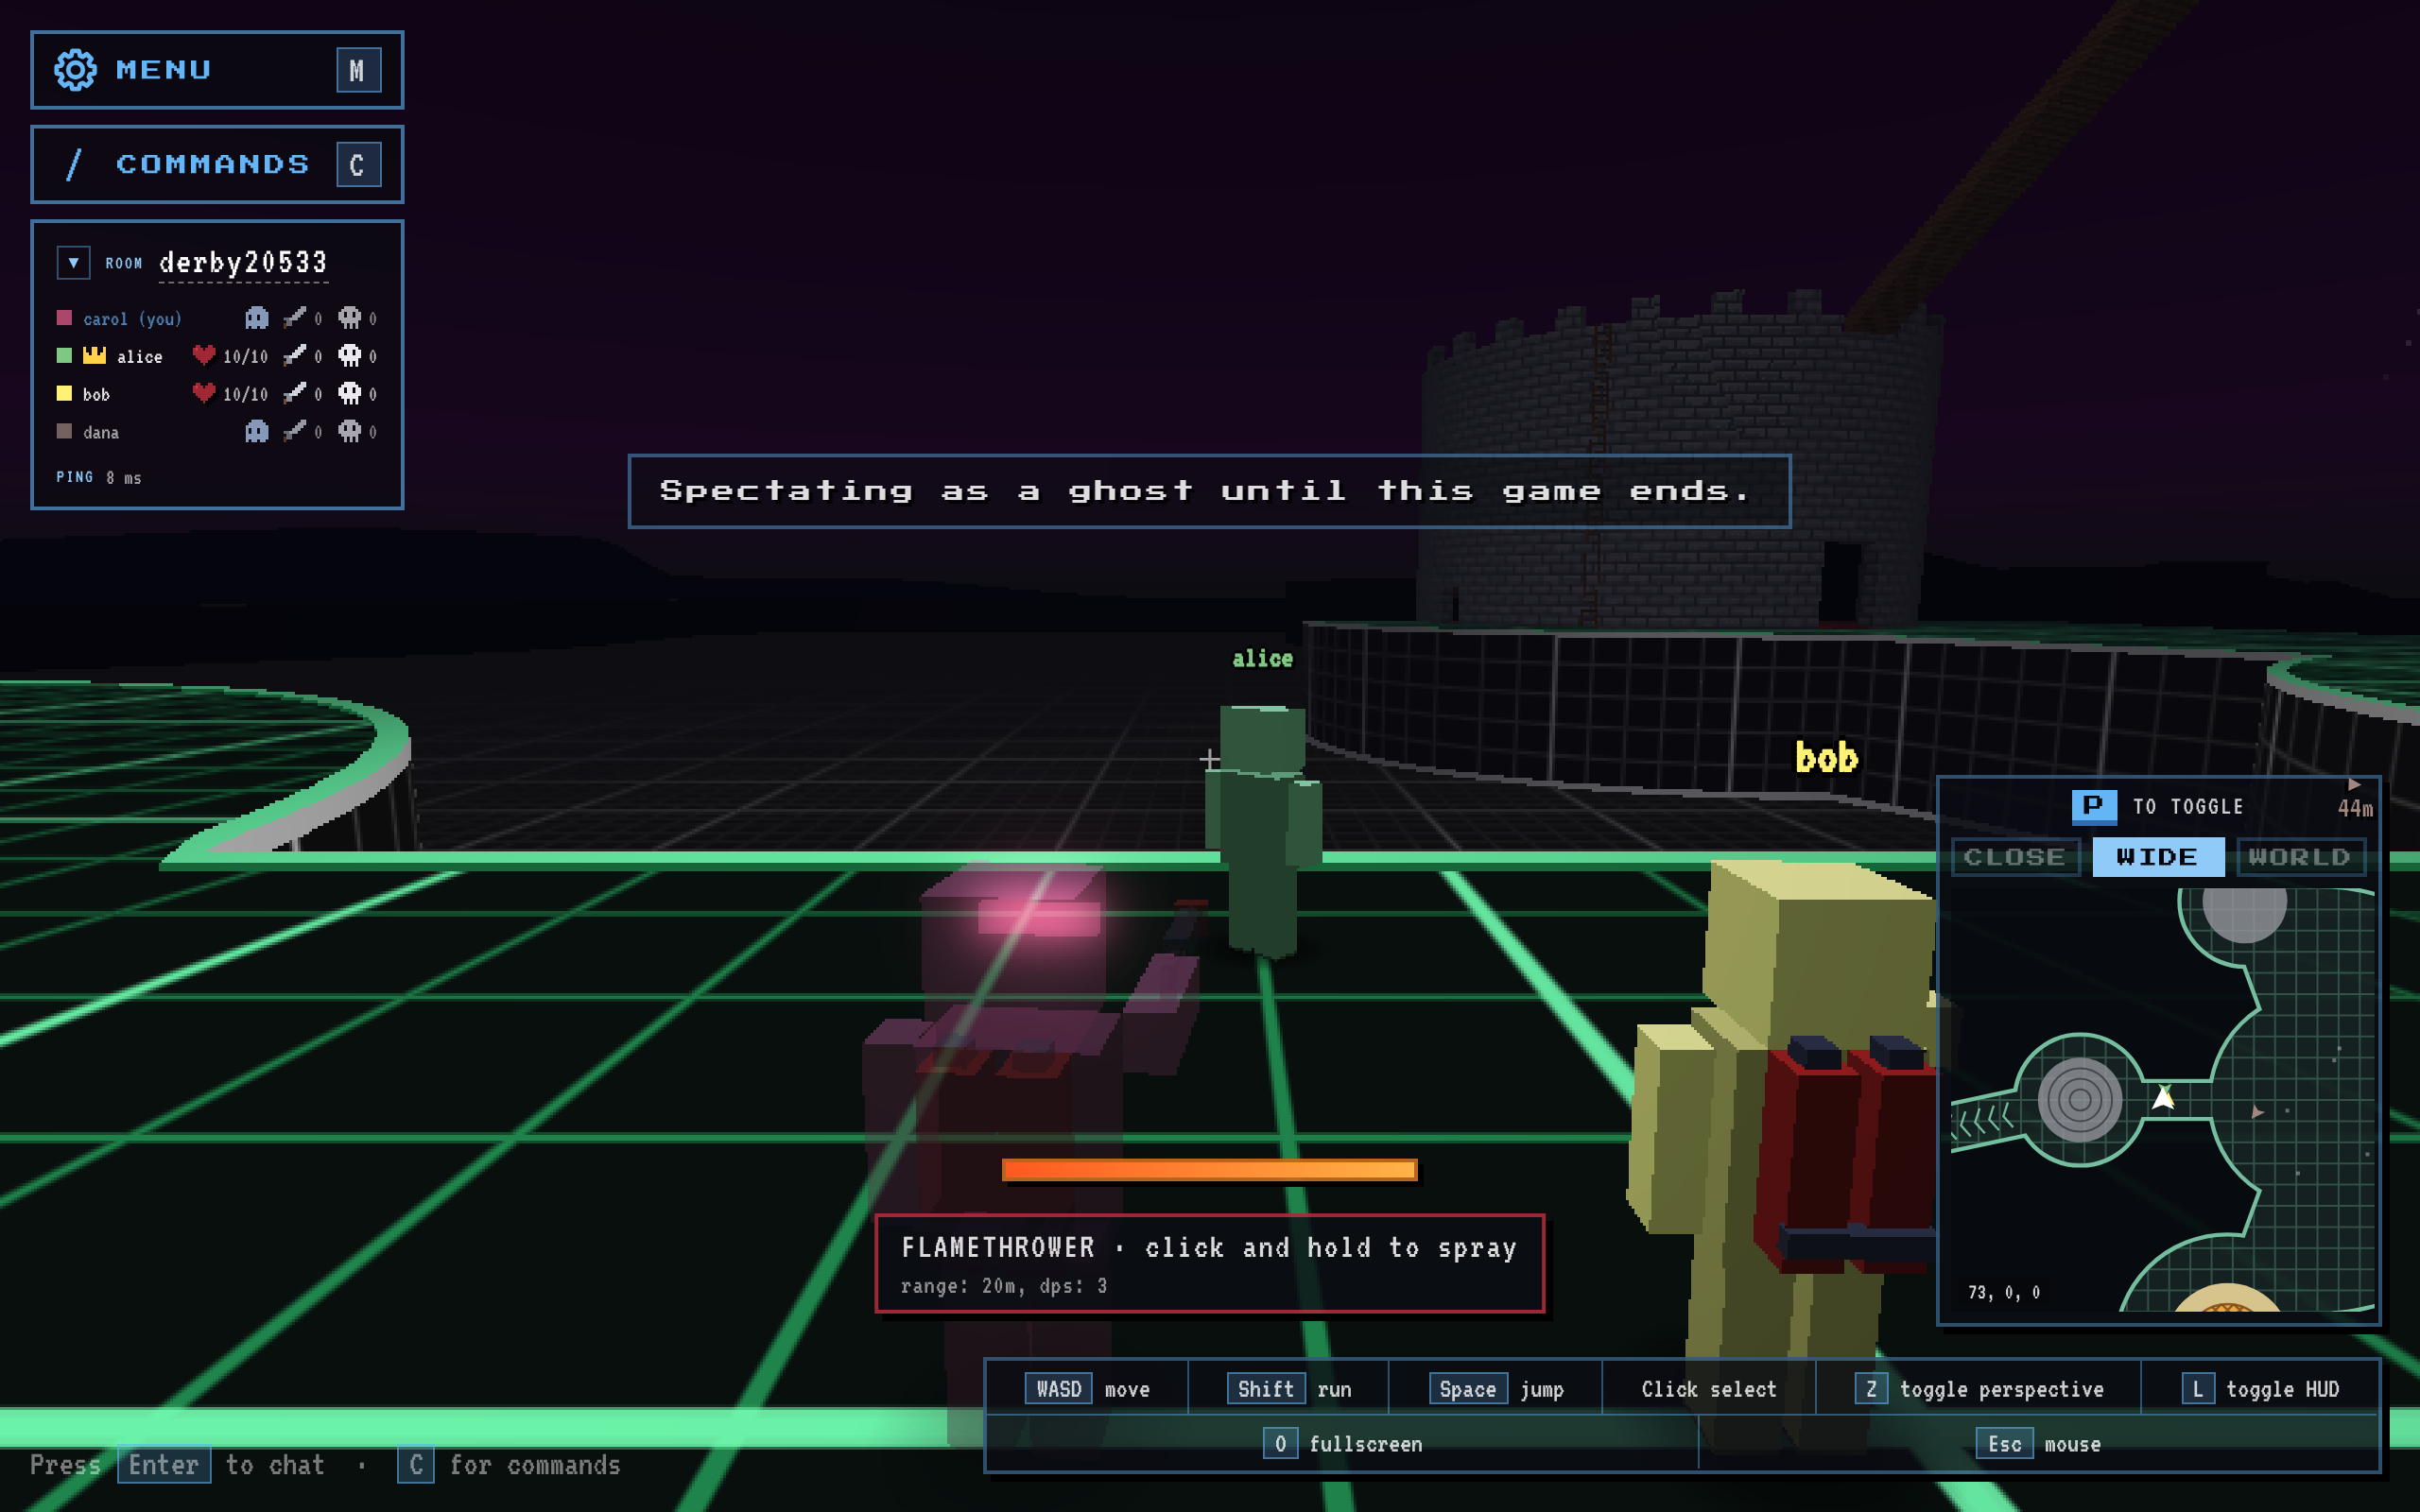 MENU M
/ COMMANDS C
ROOM derby20533
carol (you) 0 0
alice 10/10 0 0
bob 10/10 0 0
dana 0 0
PING 8 ms
Spectating as a ghost until this game ends.
alice
bob
P TO TOGGLE
44m
CLOSE WIDE WORLD
73, 0, 0
FLAMETHROWER · click and hold to spray
range: 20m, dps: 3
WASD move Shift run Space jump Click select Z toggle perspective L toggle HUD
O fullscreen Esc mouse
Press Enter to chat · C for commands